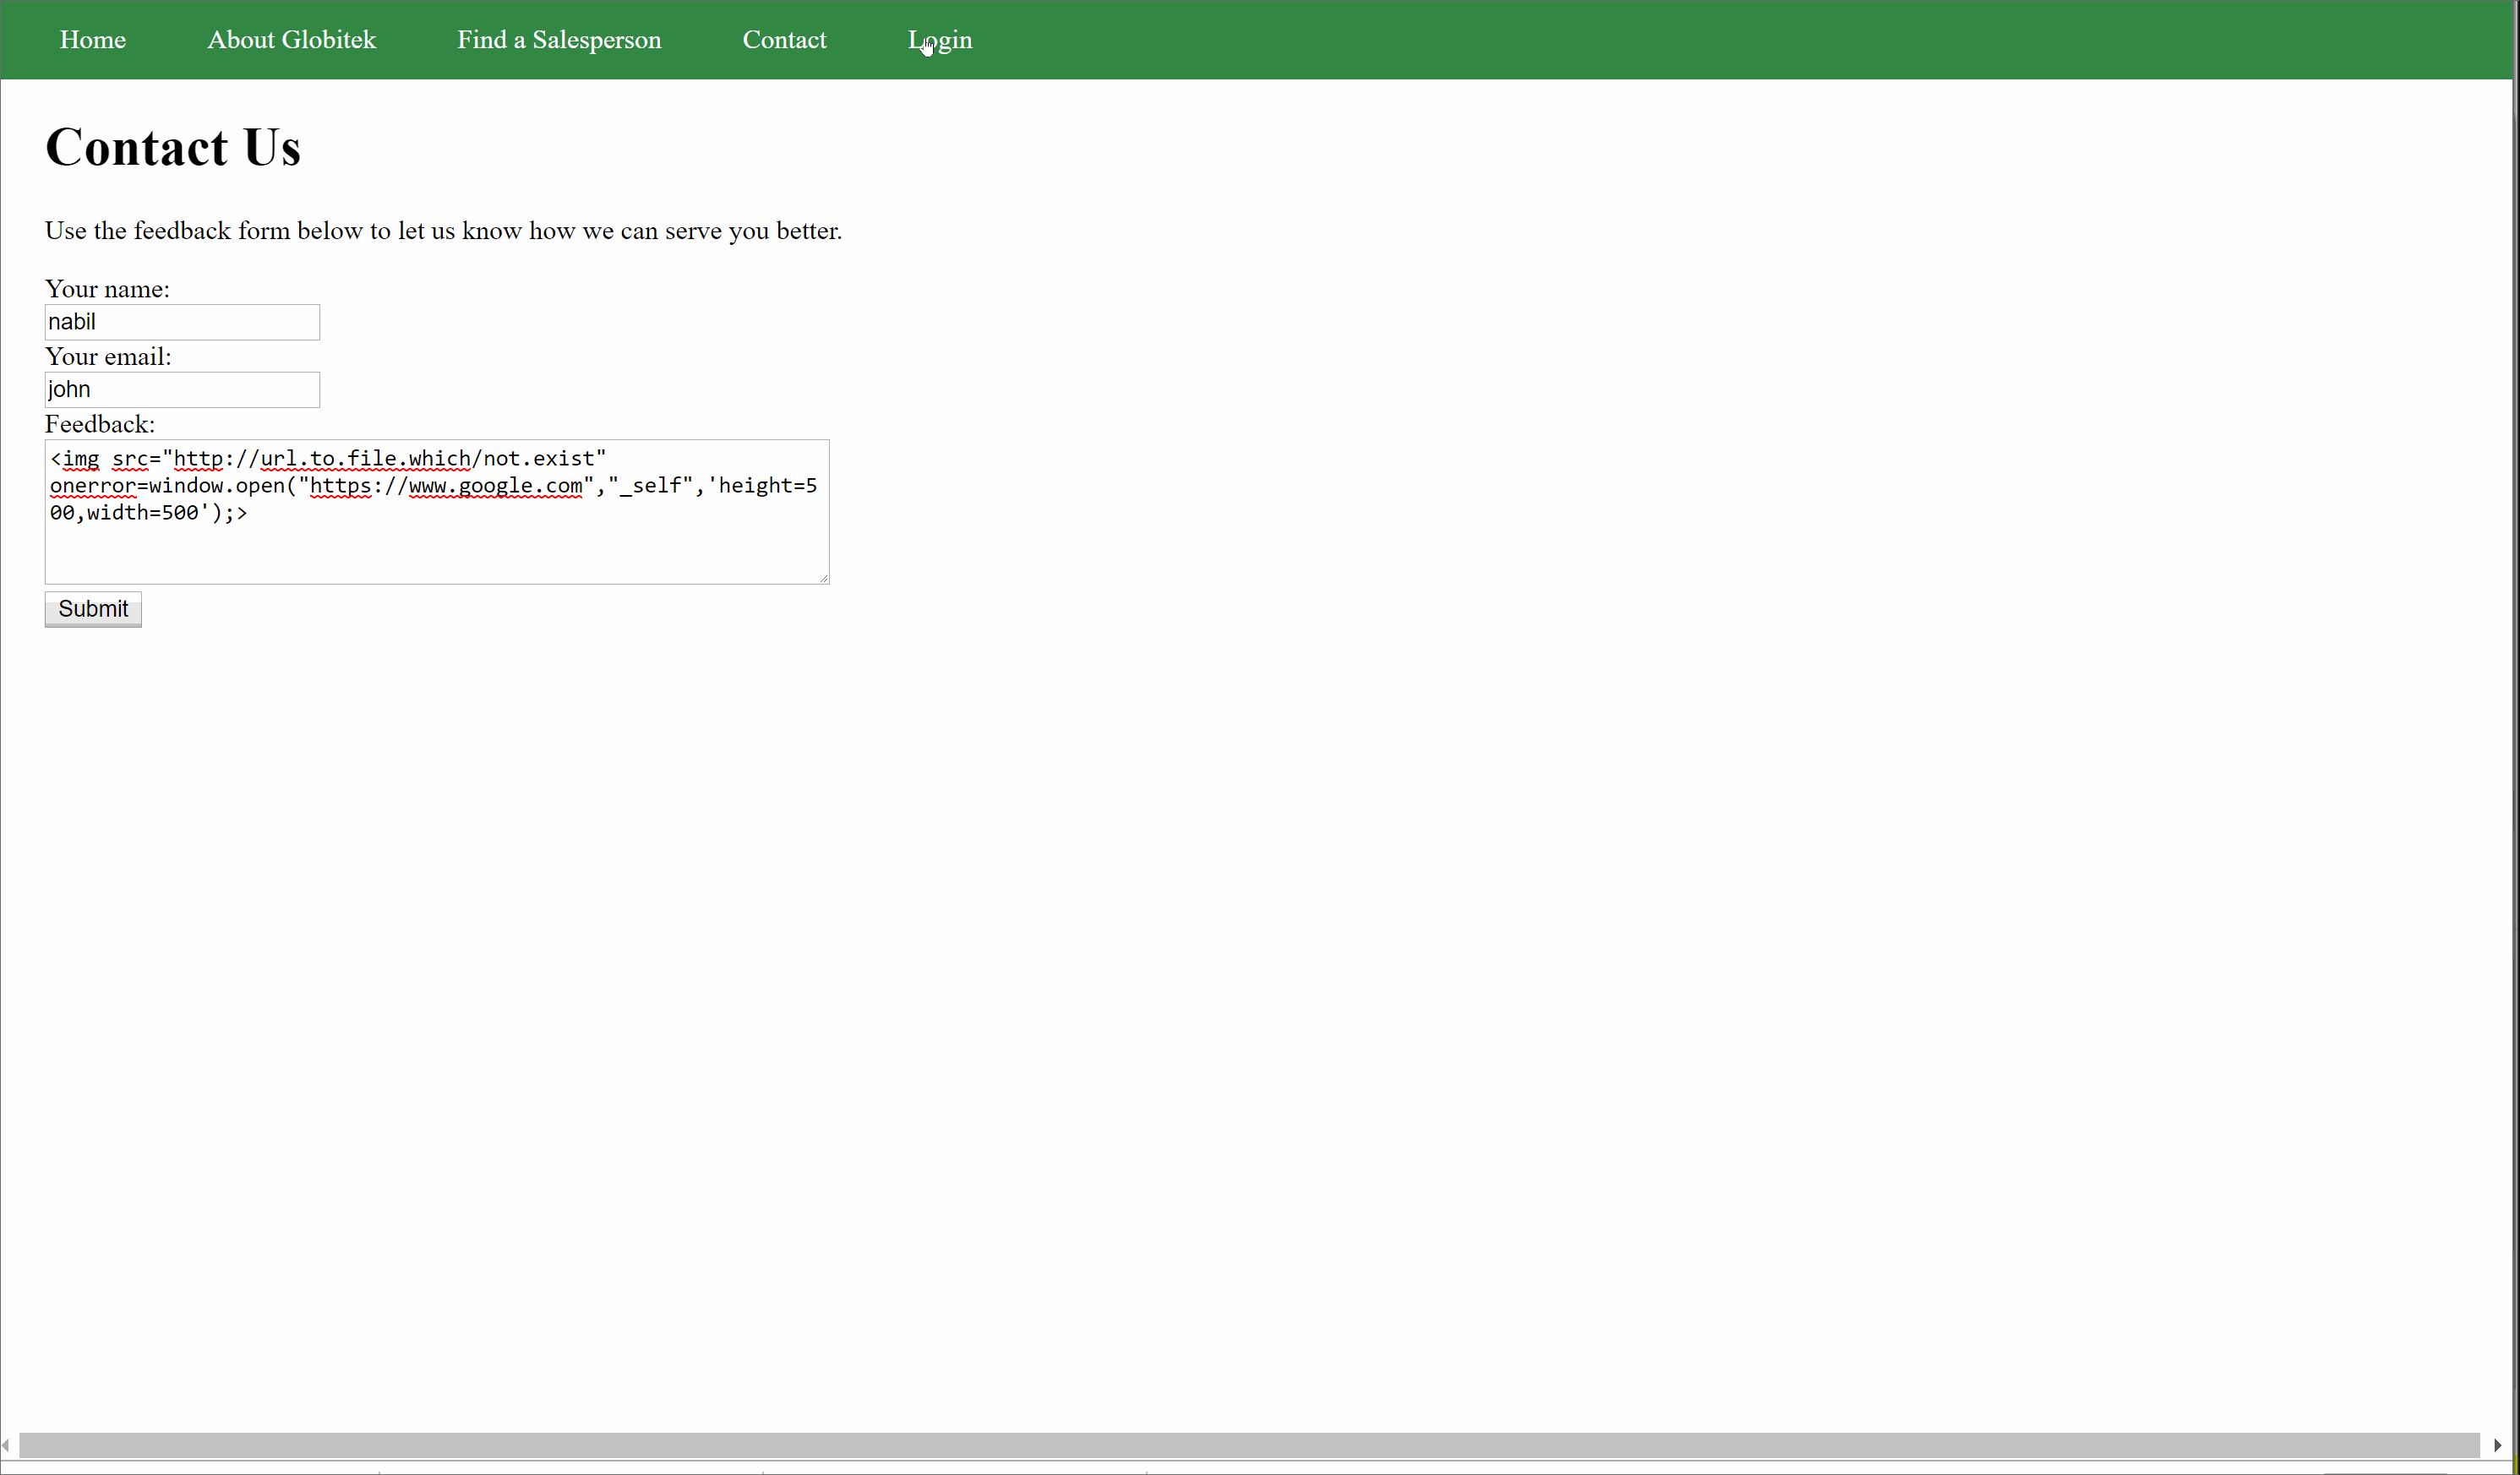 Home About Globitek Find a Salesperson Contact Login
Contact Us
Use the feedback form below to let us know how we can serve you better.
Your name:
nabil
Your email:
john
Feedback:
<img src="http://url.to.file.which/not.exist"
onerror=window.open("https://www.google.com","_self",'height=5
00,width=500');>
Submit